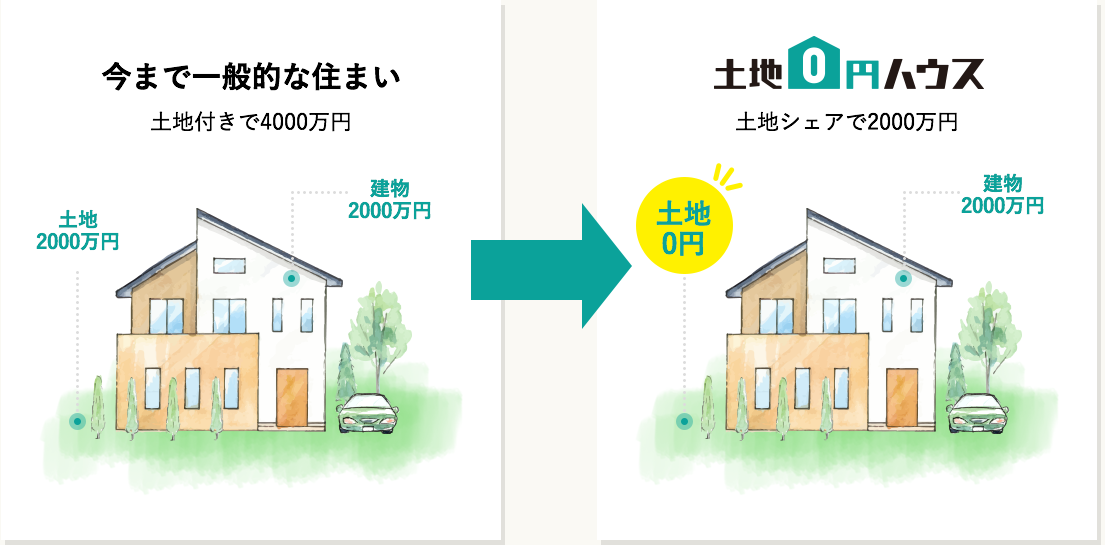 今まで一般的な住まい
土地付きで4000万円
土地
2000万円
建物
2000万円
土地0円ハウス
土地シェアで2000万円
土地
0円
建物
2000万円